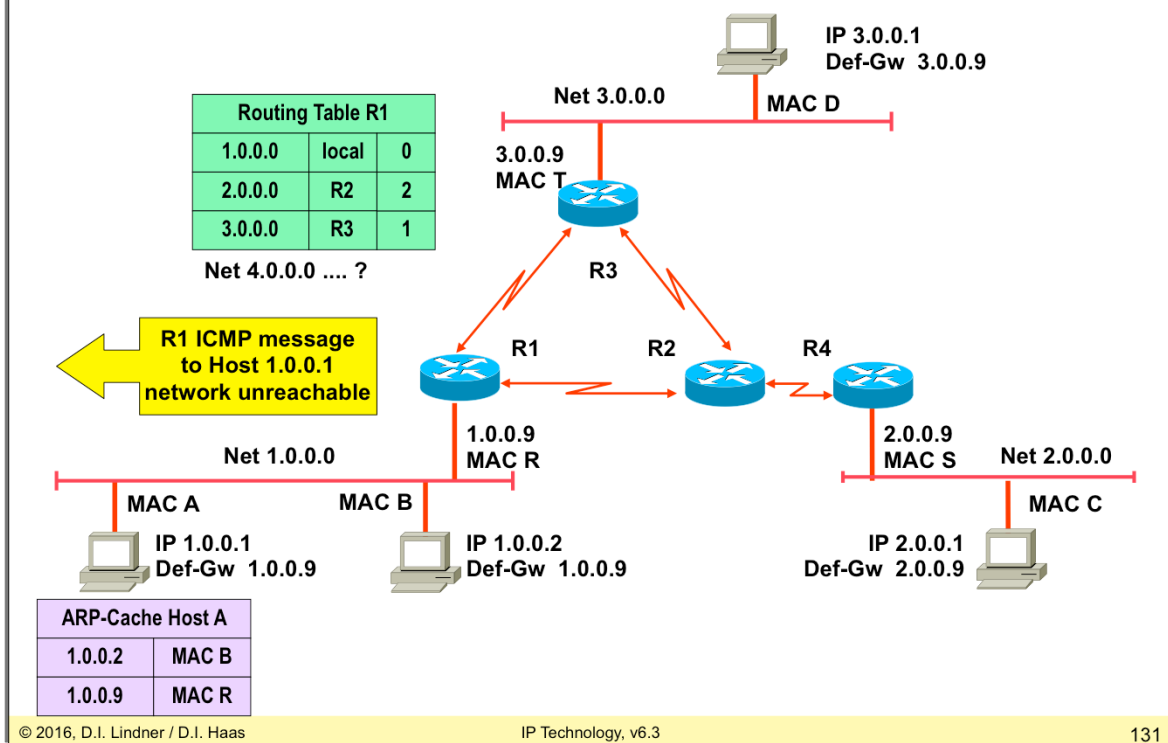 IP 3.0.0.1
Def-Gw 3.0.0.9
Net 3.0.0.0
MAC D
Routing Table R1
1.0.0.0 local 0
2.0.0.0 R2 2
3.0.0.0 R3 1
3.0.0.9
MAC T
Net 4.0.0.0 .... ?
R3
R1 ICMP message
to Host 1.0.0.1
network unreachable
R1
R2
R4
1.0.0.9
MAC R
Net 1.0.0.0
2.0.0.9
MAC S
Net 2.0.0.0
MAC A
MAC B
MAC C
IP 1.0.0.1
Def-Gw 1.0.0.9
IP 1.0.0.2
Def-Gw 1.0.0.9
IP 2.0.0.1
Def-Gw 2.0.0.9
ARP-Cache Host A
1.0.0.2 MAC B
1.0.0.9 MAC R
© 2016, D.I. Lindner / D.I. Haas
IP Technology, v6.3
131